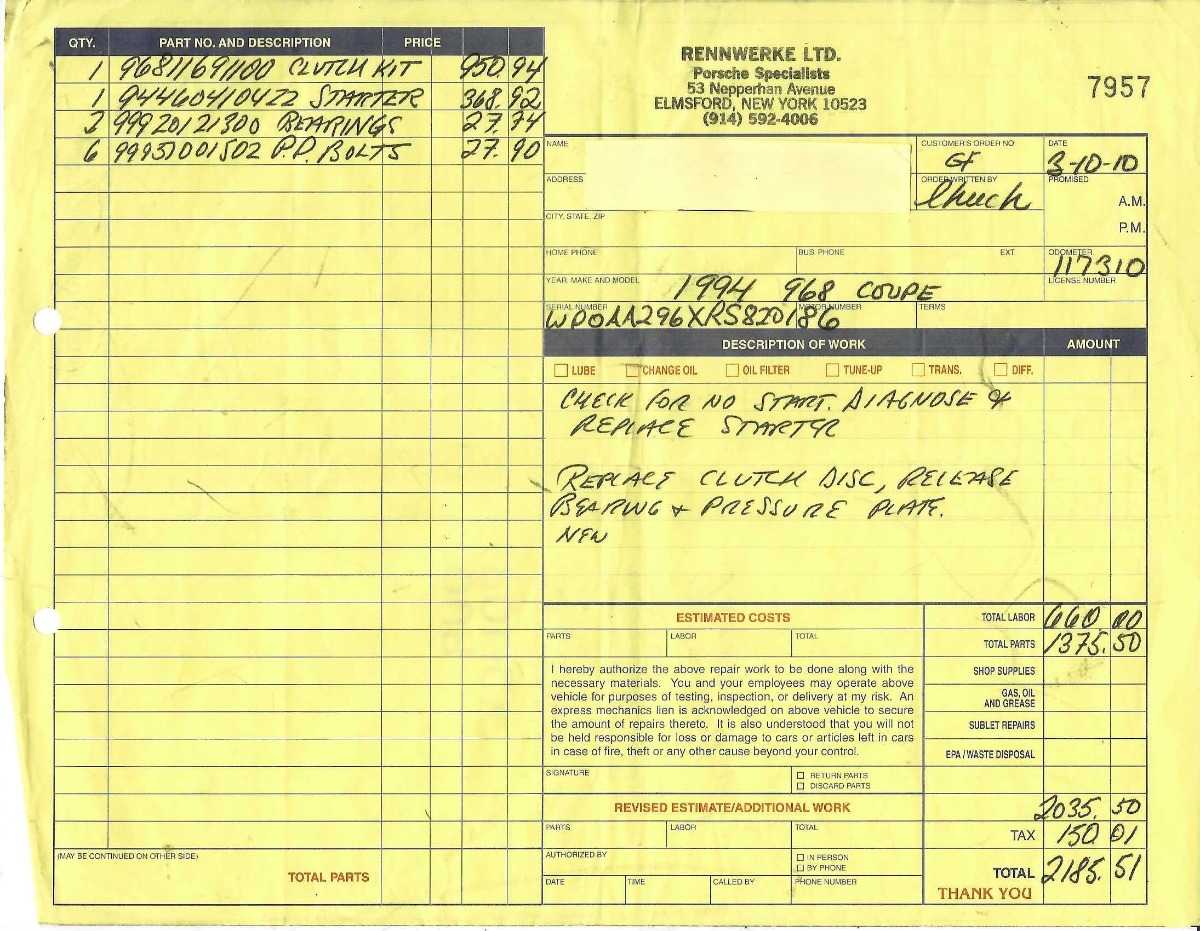 QTY. PART NO. AND DESCRIPTION PRICE
1 96811691100 CLUTCH KIT 950.94
1 94460410422 STARTER 368.92
2 99920121300 BEARINGS 27.74
6 99951001502 P.P. BOLTS 27.90
(MAY BE CONTINUED ON OTHER SIDE)
TOTAL PARTS
RENNWERKE LTD.
Porsche Specialists
53 Nepperhan Avenue
ELMSFORD, NEW YORK 10523
(914) 592-4006
7957
NAME
CUSTOMER'S ORDER NO
GF
DATE
3-10-10
ADDRESS
ORDER WRITTEN BY
Chuck
PROMISED
A.M.
P.M.
CITY, STATE, ZIP
HOME PHONE
BUS PHONE
EXT
ODOMETER
117310
YEAR, MAKE AND MODEL
1994 968 COUPE
LICENSE NUMBER
SERIAL NUMBER
WP0AA296XRS820186
MOTOR NUMBER
TERMS
DESCRIPTION OF WORK AMOUNT
LUBE CHANGE OIL OIL FILTER TUNE-UP TRANS. DIFF.
CHECK FOR NO START. DIAGNOSE &
REPLACE STARTER
REPLACE CLUTCH DISC, RELEASE
BEARING & PRESSURE PLATE.
NEW
ESTIMATED COSTS
PARTS LABOR TOTAL
I hereby authorize the above repair work to be done along with the
necessary materials. You and your employees may operate above
vehicle for purposes of testing, inspection, or delivery at my risk. An
express mechanics lien is acknowledged on above vehicle to secure
the amount of repairs thereto. It is also understood that you will not
be held responsible for loss or damage to cars or articles left in cars
in case of fire, theft or any other cause beyond your control.
SIGNATURE
RETURN PARTS
DISCARD PARTS
REVISED ESTIMATE/ADDITIONAL WORK
PARTS LABOR TOTAL
AUTHORIZED BY
IN PERSON
BY PHONE
DATE TIME CALLED BY PHONE NUMBER
TOTAL LABOR 660.00
TOTAL PARTS 1375.50
SHOP SUPPLIES
GAS, OIL
AND GREASE
SUBLET REPAIRS
EPA / WASTE DISPOSAL
2035.50
TAX 150 01
TOTAL 2185.51
THANK YOU